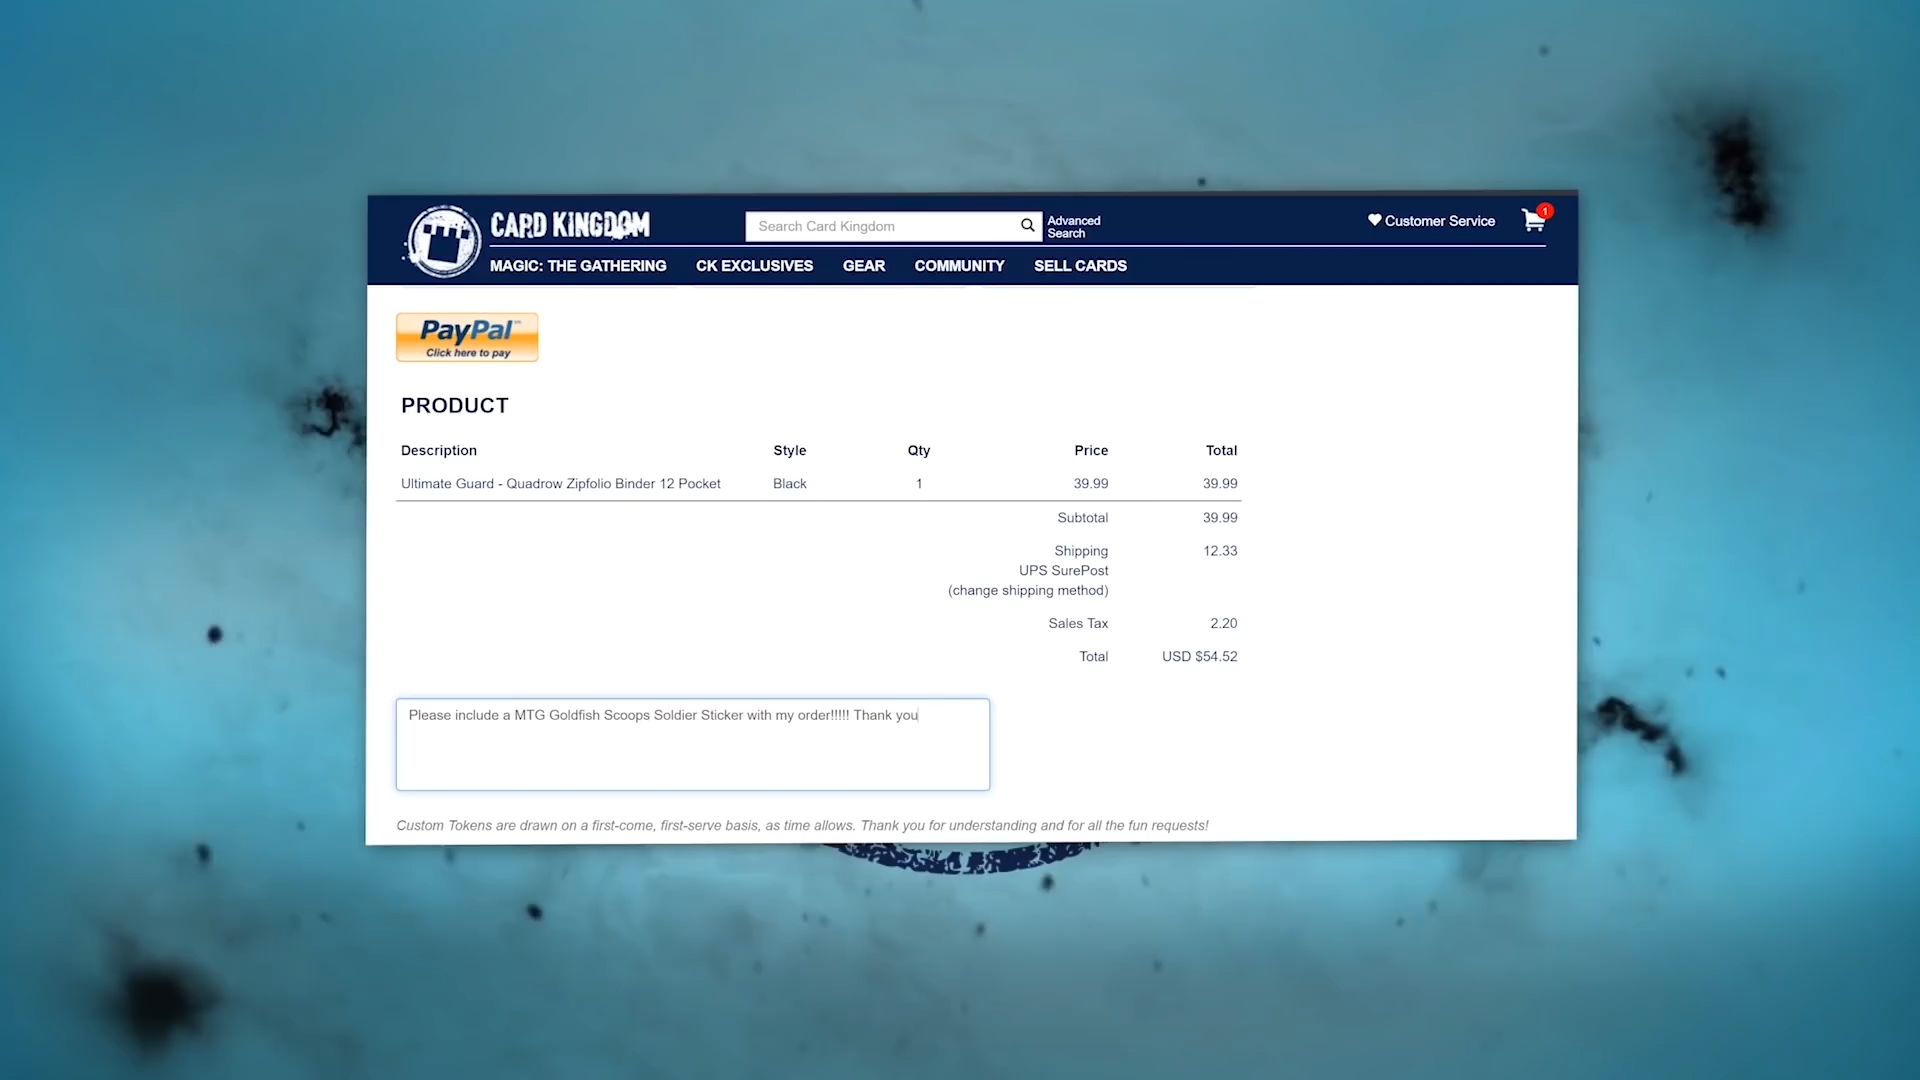 CARD KINGDOM
Search Card Kingdom
Advanced
Search
Customer Service
1
MAGIC: THE GATHERING CK EXCLUSIVES GEAR COMMUNITY SELL CARDS
PayPal
Click here to pay
PRODUCT
Description Style Qty Price Total
Ultimate Guard - Quadrow Zipfolio Binder 12 Pocket Black 1 39.99 39.99
Subtotal 39.99
Shipping 12.33
UPS SurePost
(change shipping method)
Sales Tax 2.20
Total USD $54.52
Please include a MTG Goldfish Scoops Soldier Sticker with my order!!!!! Thank you
Custom Tokens are drawn on a first-come, first-serve basis, as time allows. Thank you for understanding and for all the fun requests!